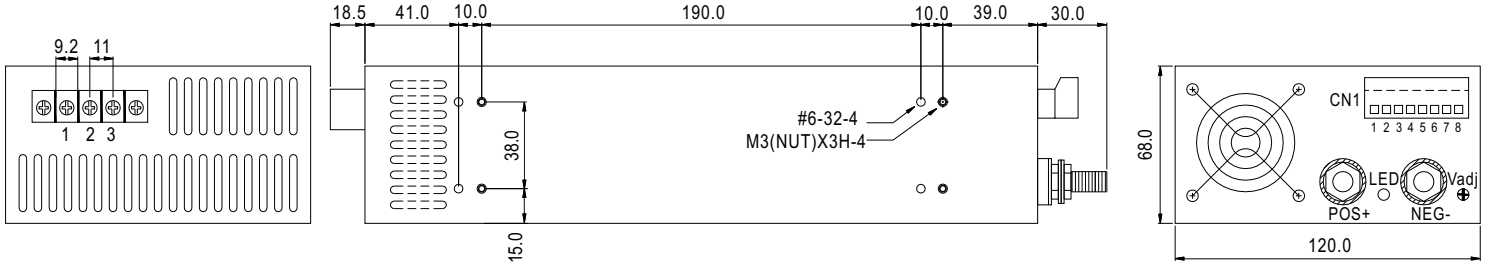 18.5 41.0 10.0 190.0 10.0 39.0 30.0
9.2 11
1 2 3
38.0
15.0
#6-32-4
M3(NUT)X3H-4
68.0
CN1
1 2 3 4 5 6 7 8
LED Vadj
POS+ NEG-
120.0